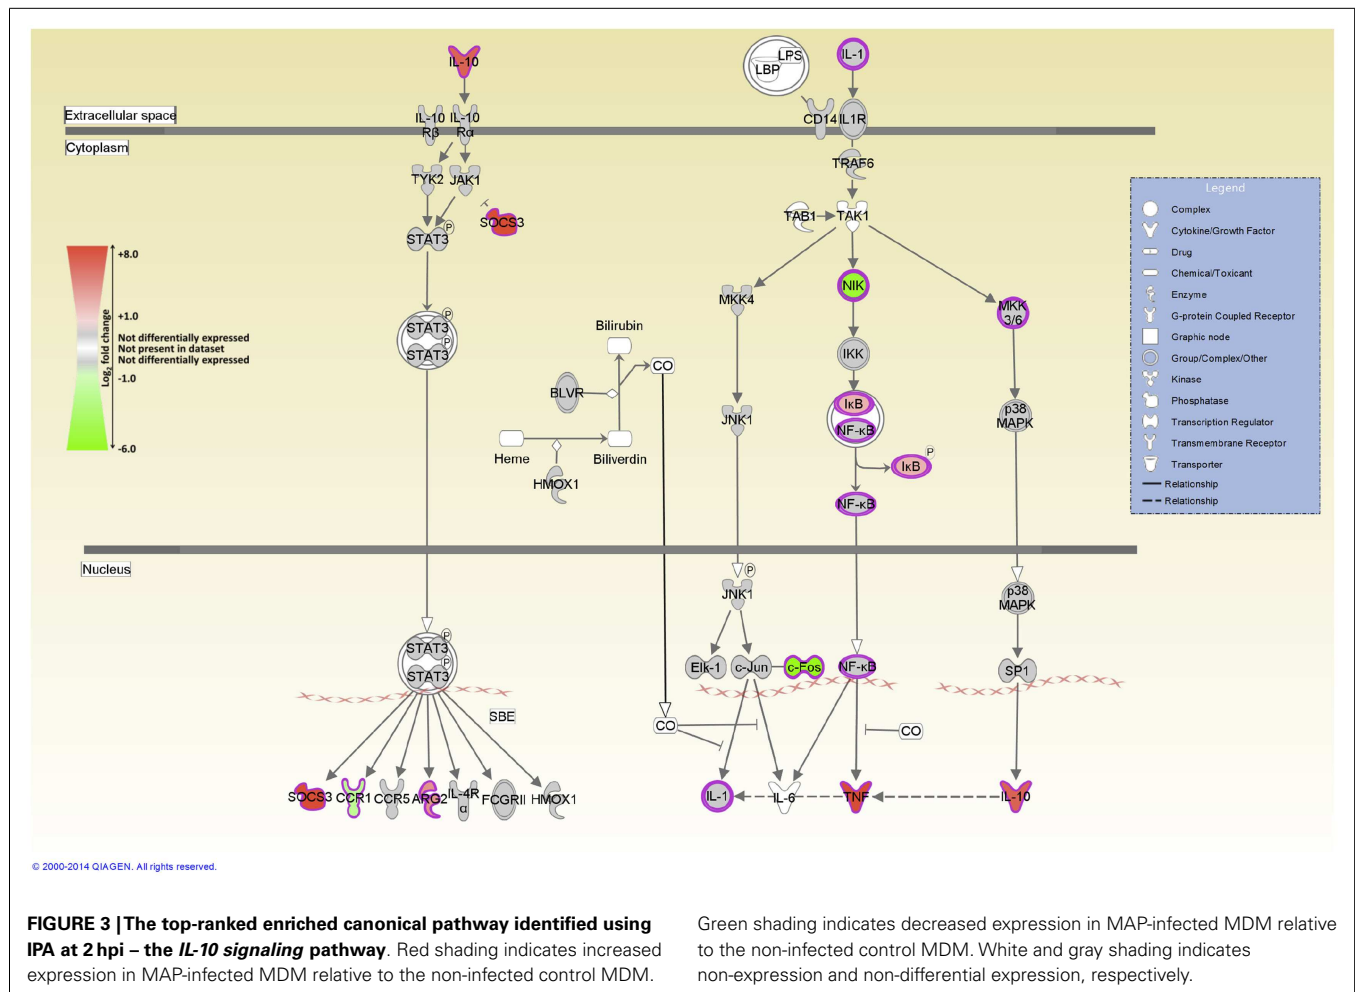 IL-10
LPS
LBP
IL-1
Extracellular space
IL-10
Rβ
IL-10
Rα
CD14
IL1R
Cytoplasm
TYK2
JAK1
TRAF6
SOCS3
TAB1
TAK1
STAT3
P
+8.0
+1.0
Not differentially expressed
Not present in dataset
Not differentially expressed
-1.0
-6.0
Log2 fold change
STAT3
P
STAT3
P
Bilirubin
CO
BLVR
Heme
Biliverdin
HMOX1
MKK4
NIK
MKK
3/6
IKK
JNK1
IκB
NF-κB
p38
MAPK
IκB
P
NF-κB
Legend
Complex
Cytokine/Growth Factor
Drug
Chemical/Toxicant
Enzyme
G-protein Coupled Receptor
Graphic node
Group/Complex/Other
Kinase
Phosphatase
Transcription Regulator
Transmembrane Receptor
Transporter
Relationship
Relationship
Nucleus
JNK1
P
p38
MAPK
STAT3
P
STAT3
P
Elk-1
c-Jun
c-Fos
NF-κB
SP1
SBE
CO
CO
SOCS3
CCR1
CCR5
ARG2
IL-4R
α
FCGRII
HMOX1
IL-1
IL-6
TNF
IL-10
© 2000-2014 QIAGEN. All rights reserved.
FIGURE 3 | The top-ranked enriched canonical pathway identified using
IPA at 2 hpi – the IL-10 signaling pathway. Red shading indicates increased
expression in MAP-infected MDM relative to the non-infected control MDM.
Green shading indicates decreased expression in MAP-infected MDM relative
to the non-infected control MDM. White and gray shading indicates
non-expression and non-differential expression, respectively.